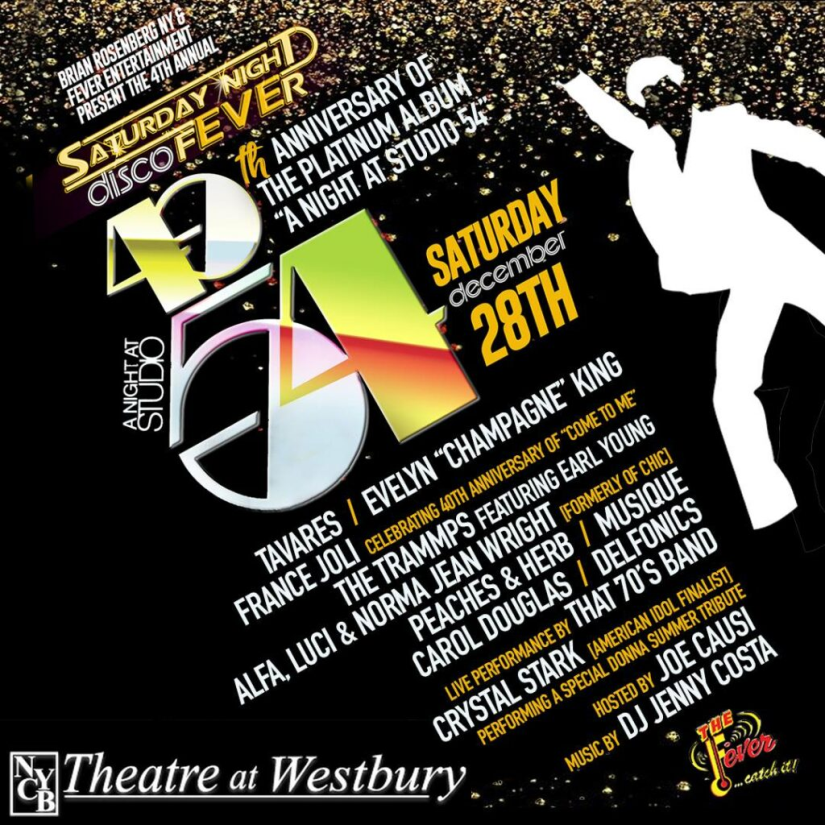 BRIAN ROSENBERG NY &
FEVER ENTERTAINMENT
PRESENT THE 4TH ANNUAL
SATURDAY NIGHT
disco FEVER
40th ANNIVERSARY OF
THE PLATINUM ALBUM
"A NIGHT AT STUDIO 54"
A NIGHT AT
STUDIO
54
SATURDAY
december
28TH
TAVARES / EVELYN "CHAMPAGNE" KING
FRANCE JOLI CELEBRATING 40TH ANNIVERSARY OF "COME TO ME"
THE TRAMMPS FEATURING EARL YOUNG
ALFA, LUCI & NORMA JEAN WRIGHT [FORMERLY OF CHIC]
PEACHES & HERB / MUSIQUE
CAROL DOUGLAS / DELFONICS
LIVE PERFORMANCE BY THAT 70'S BAND
CRYSTAL STARK [AMERICAN IDOL FINALIST]
PERFORMING A SPECIAL DONNA SUMMER TRIBUTE
HOSTED BY JOE CAUSI
MUSIC BY DJ JENNY COSTA
THE
Fever
...catch it!
NYCB Theatre at Westbury